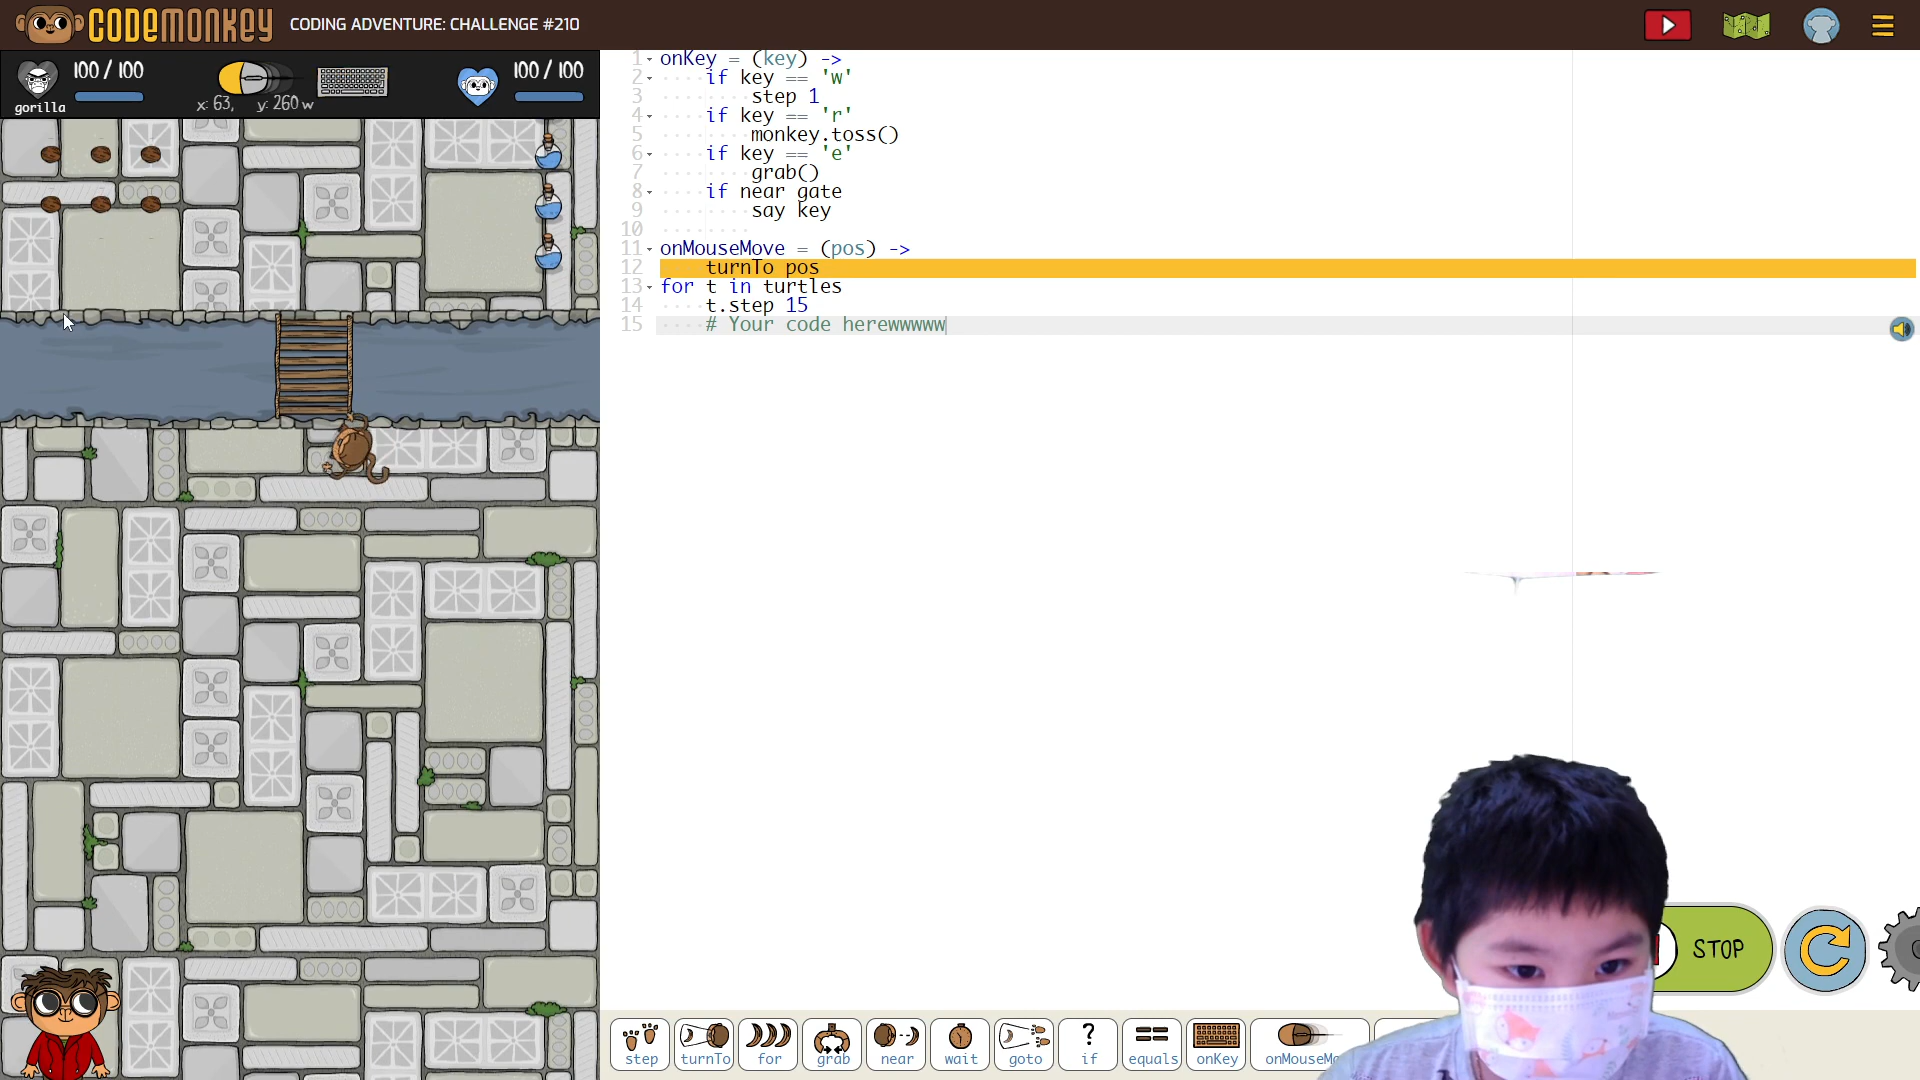 CODEMONKEY CODING ADVENTURE: CHALLENGE #210
100 / 100
100 / 100
gorilla
x: 63, y: 260 w
1 onKey = (key) ->
2 if key == 'w'
3 step 1
4 if key == 'r'
5 monkey.toss()
6 if key == 'e'
7 grab()
8 if near gate
9 say key
10
11 onMouseMove = (pos) ->
12 turnTo pos
13 for t in turtles
14 t.step 15
15 # Your code herewwwww
STOP
step turnTo for grab near wait goto if equals onKey